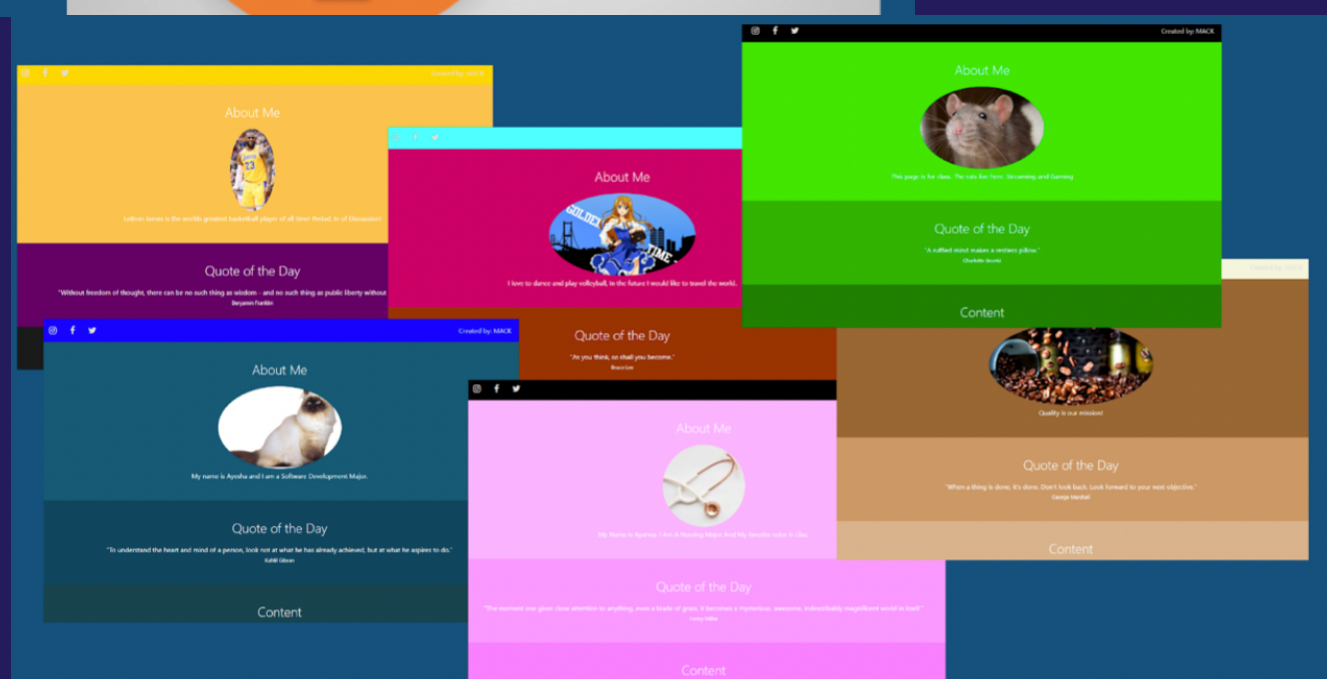 Created by: MACK
About Me
LeBron James is the worlds greatest basketball player of all time! Period, In of Discussion!
Quote of the Day
"Without freedom of thought, there can be no such thing as wisdom - and no such thing as public liberty without
Benjamin Franklin
About Me
GOLDEN
TIME
I love to dance and play volleyball, in the future I would like to travel the world.
Quote of the Day
"As you think, so shall you become."
Bruce Lee
Created by: MACK
About Me
This page is for class. The rats live here. Streaming and Gaming
Quote of the Day
"A ruffled mind makes a restless pillow."
Charlotte Bronte
Content
Created by: MACK
About Me
My name is Ayesha and I am a Software Development Major.
Quote of the Day
"To understand the heart and mind of a person, look not at what he has already achieved, but at what he aspires to do."
Kahlil Gibran
Content
About Me
My Name Is I Am A Nursing Major And My favorite color is Lilac
Quote of the Day
"The moment one gives close attention to anything, even a blade of grass, it becomes a mysterious, awesome, indescribably magnificent world in itself."
Henry Miller
Content
Created by: MACK
Quality is our mission!
Quote of the Day
"When a thing is done, it's done. Don't look back. Look forward to your next objective."
George Marshall
Content